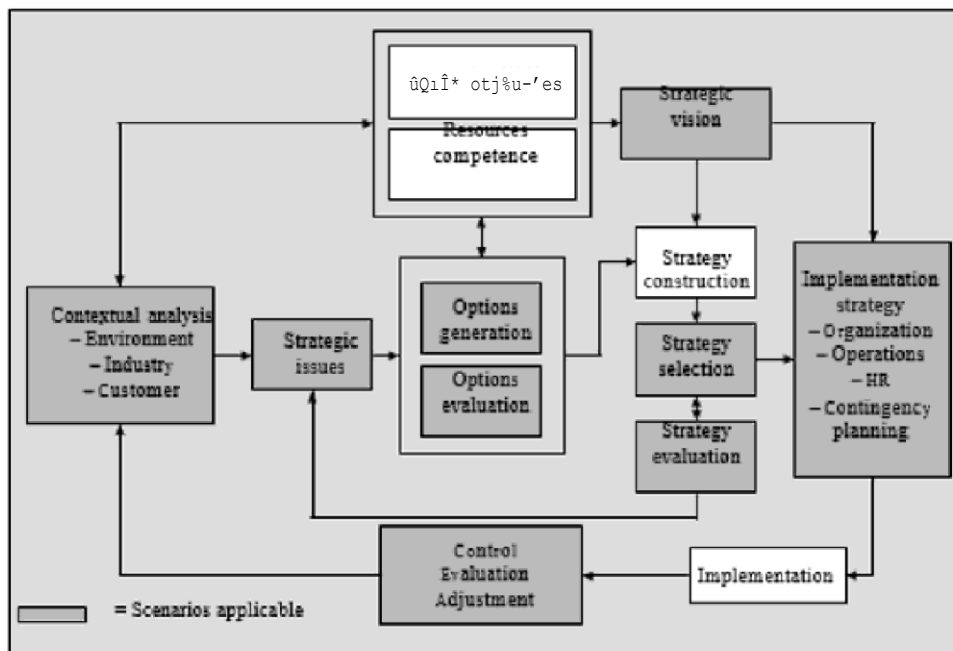 Resources
competence
Strategic
vision
Strategy
construction
Implementation
strategy
– Organization
– Operations
– HR
– Contingency
planning
Contextual analysis
– Environment
– Industry
– Customer
Strategic
issues
Options
generation
Options
evaluation
Strategy
selection
Strategy
evaluation
Control
Evaluation
Adjustment
Implementation
= Scenarios applicable